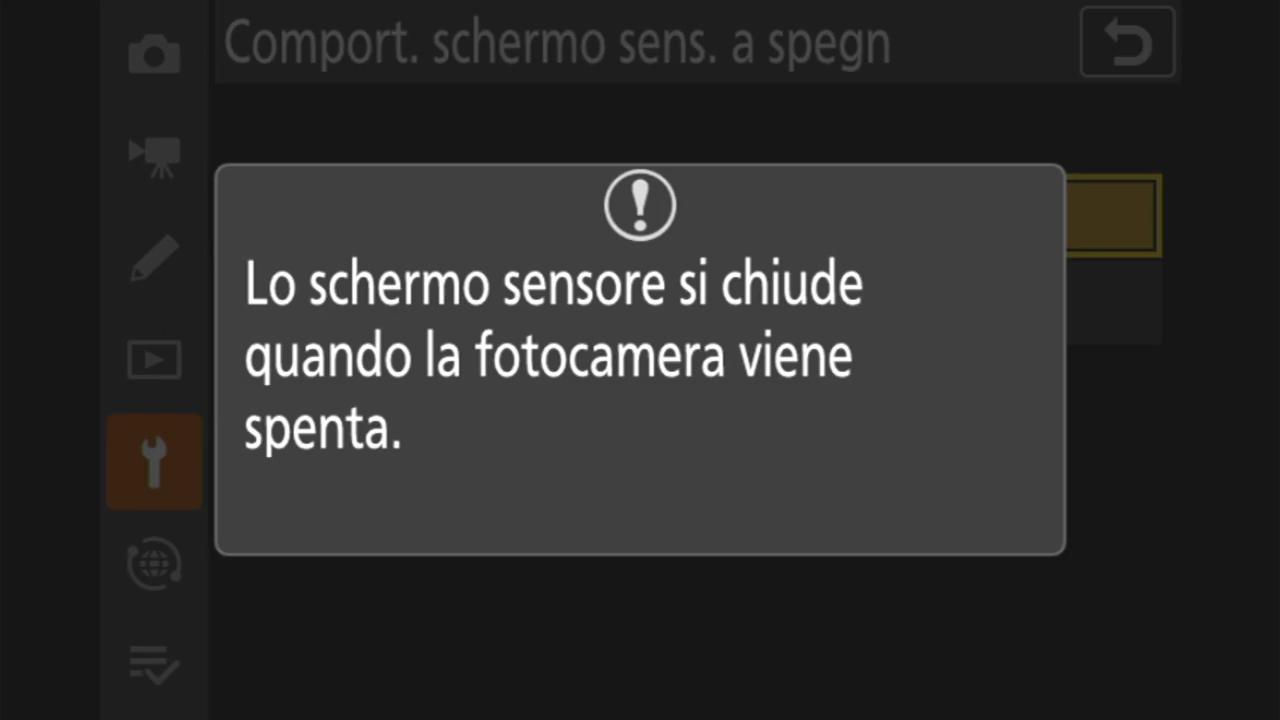 Comport. schermo sens. a spegn
Lo schermo sensore si chiude
quando la fotocamera viene
spenta.